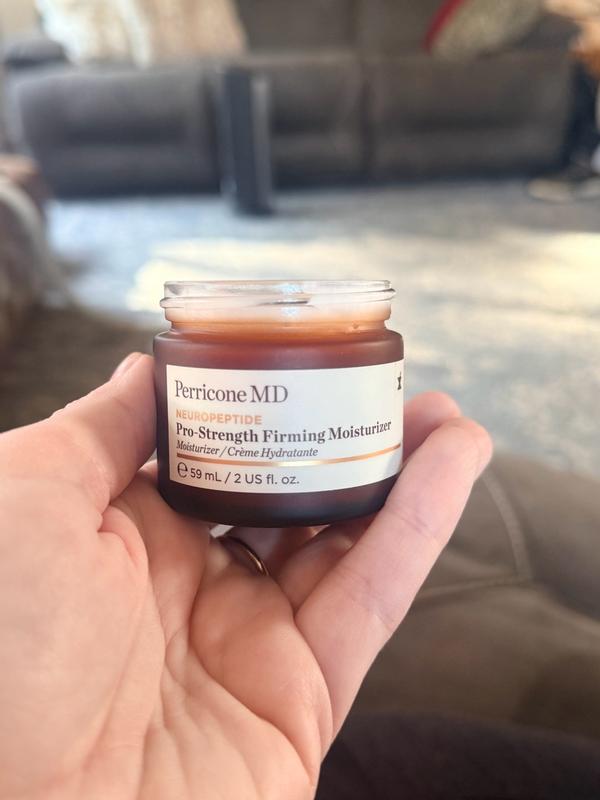 Perricone MD
NEUROPEPTIDE
Pro-Strength Firming Moisturizer
Moisturizer / Crème Hydratante
℮ 59 mL / 2 US fl. oz.